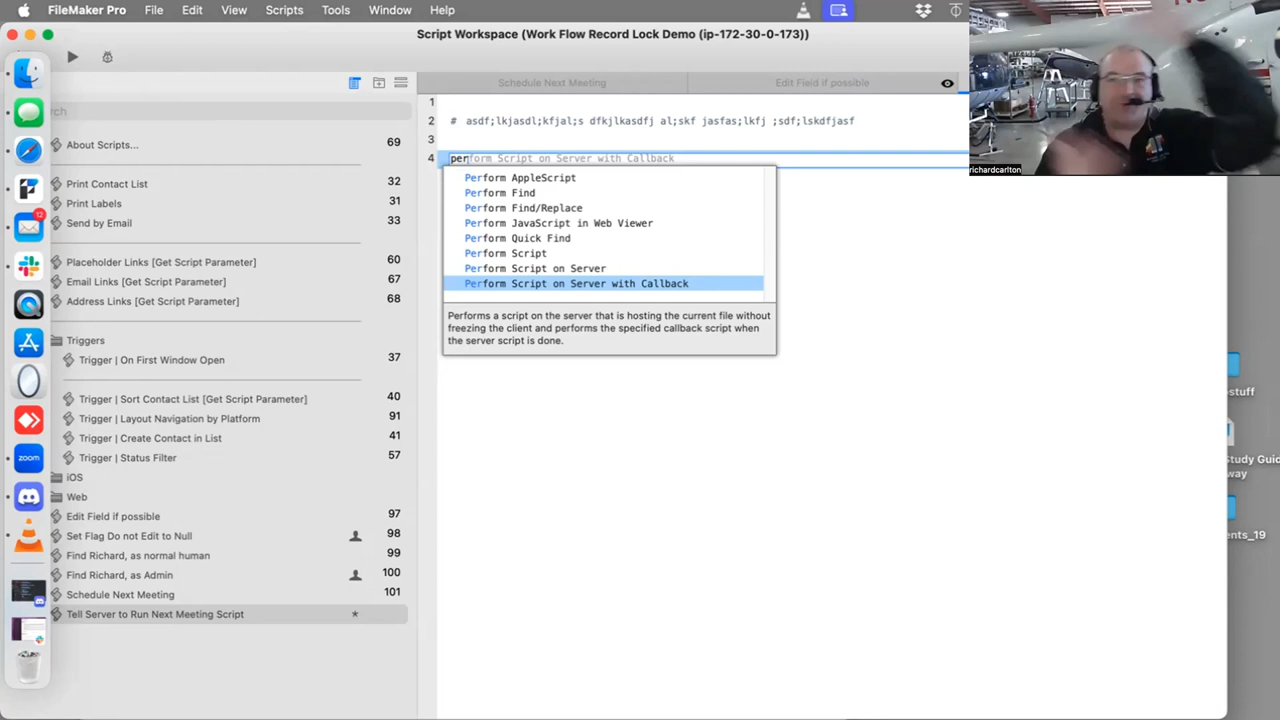 FileMaker Pro File Edit View Scripts Tools Window Help
Script Workspace (Work Flow Record Lock Demo (ip-172-30-0-173))
Schedule Next Meeting
Edit Field if possible
rch
About Scripts... 69
Print Contact List 32
Print Labels 31
Send by Email 33
Placeholder Links [Get Script Parameter] 60
Email Links [Get Script Parameter] 67
Address Links [Get Script Parameter] 68
Triggers
Trigger | On First Window Open 37
Trigger | Sort Contact List [Get Script Parameter] 40
Trigger | Layout Navigation by Platform 91
Trigger | Create Contact in List 41
Trigger | Status Filter 57
iOS
Web
Edit Field if possible 97
Set Flag Do not Edit to Null 98
Find Richard, as normal human 99
Find Richard, as Admin 100
Schedule Next Meeting 101
Tell Server to Run Next Meeting Script *
12
zoom
1
2 # asdf;lkjasdl;kfjal;s dfkjlkasdfj al;skf jasfas;lkfj ;sdf;lskdfjasf
3
4 perform Script on Server with Callback
Perform AppleScript
Perform Find
Perform Find/Replace
Perform JavaScript in Web Viewer
Perform Quick Find
Perform Script
Perform Script on Server
Perform Script on Server with Callback
Performs a script on the server that is hosting the current file without
freezing the client and performs the specified callback script when
the server script is done.
richardcarlton
stuff
Study Guid
way
ents_19